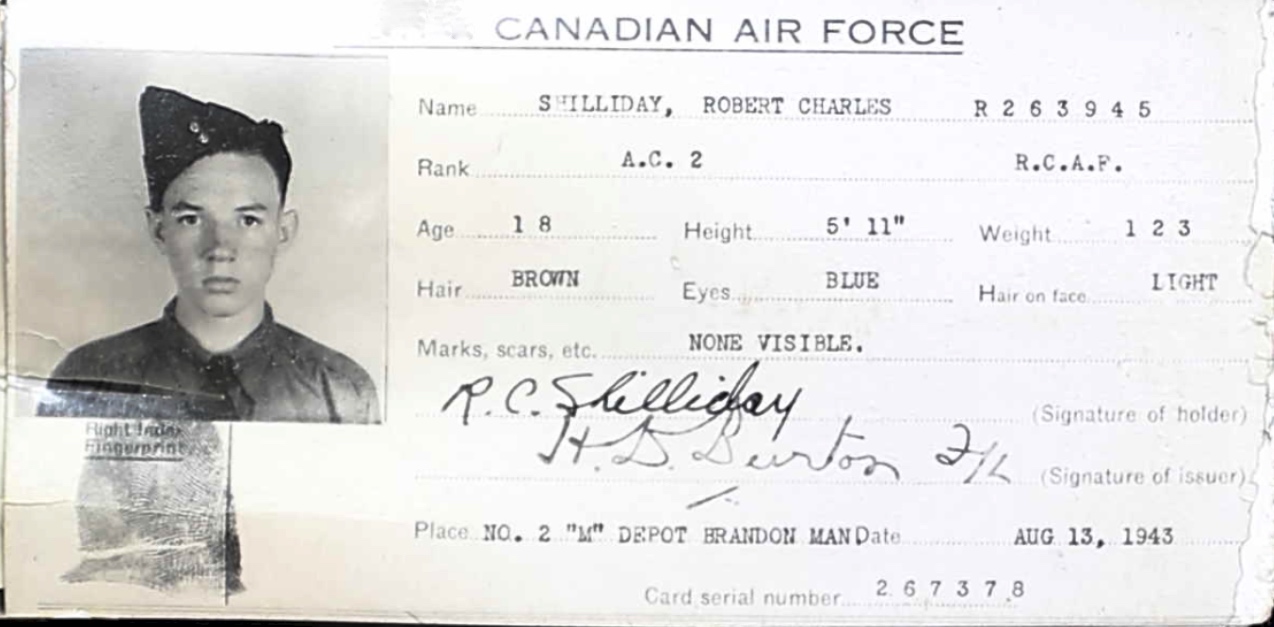 CANADIAN AIR FORCE
Name SHILLIDAY, ROBERT CHARLES R 2 6 3 9 4 5
Rank A.C. 2 R.C.A.F.
Age 1 8 Height 5' 11" Weight 1 2 3
Hair BROWN Eyes BLUE Hair on face LIGHT
Marks, scars, etc. NONE VISIBLE.
R.C. Shilliday (Signature of holder)
H.D. Burton F/L (Signature of issuer)
Right Index
Fingerprint
Place NO. 2 "M" DEPOT BRANDON MAN Date AUG 13, 1943
Card serial number 2 6 7 3 7 8